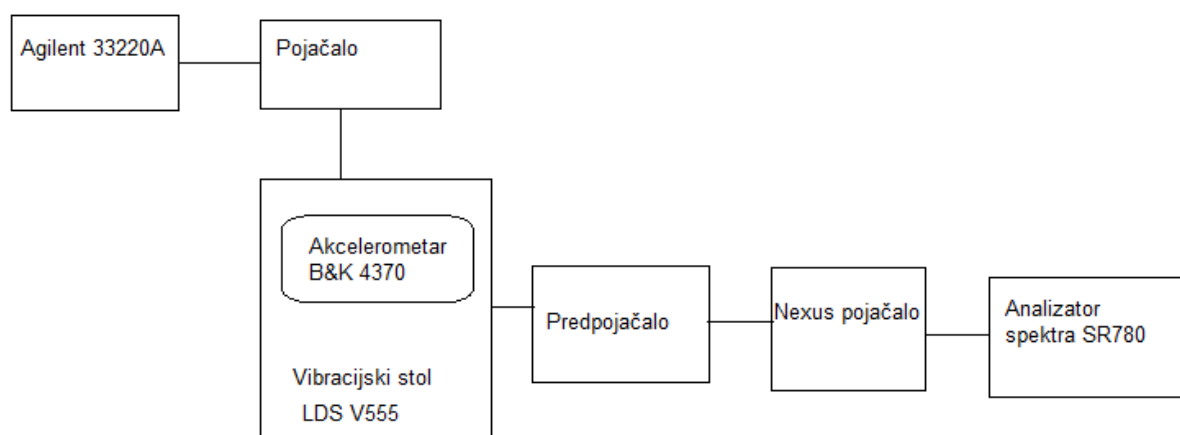 Agilent 33220A
Pojačalo
Akcelerometar
B&K 4370
Vibracijski stol
LDS V555
Predpojačalo
Nexus pojačalo
Analizator
spektra SR780